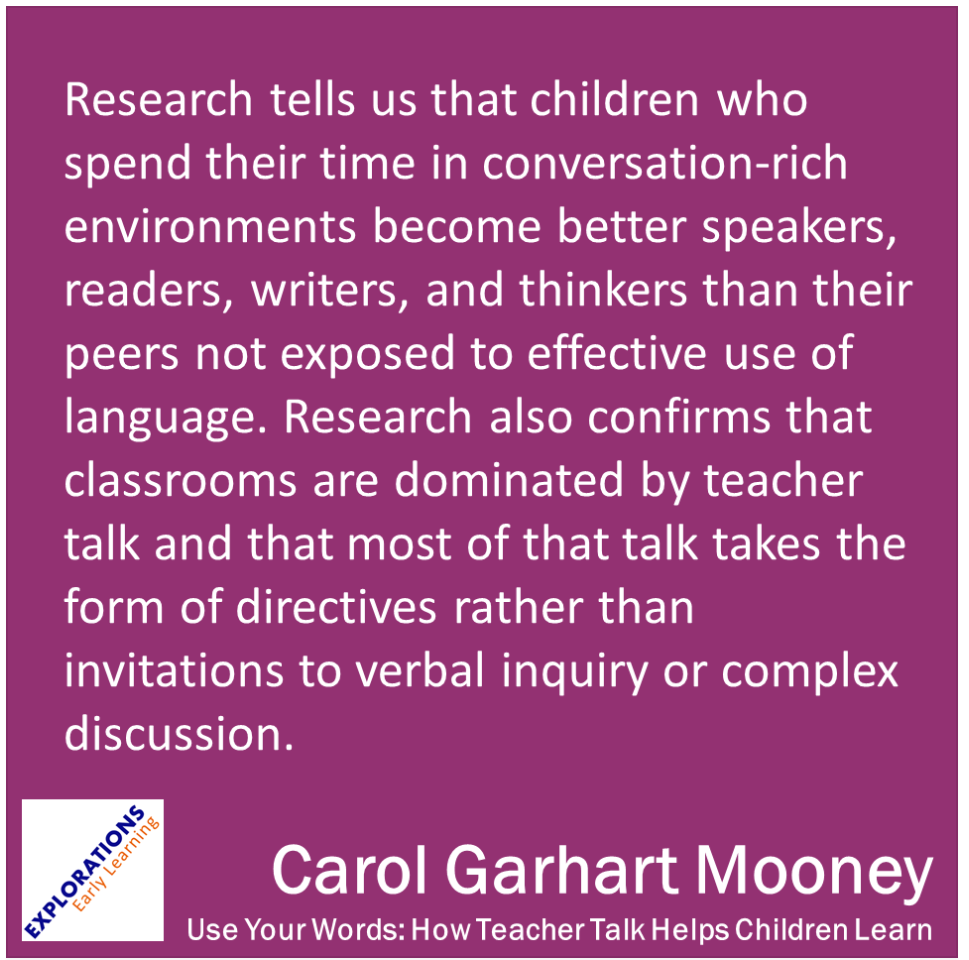 Research tells us that children who
spend their time in conversation-rich
environments become better speakers,
readers, writers, and thinkers than their
peers not exposed to effective use of
language. Research also confirms that
classrooms are dominated by teacher
talk and that most of that talk takes the
form of directives rather than
invitations to verbal inquiry or complex
discussion.
EXPLORATIONS
Early Learning
Carol Garhart Mooney
Use Your Words: How Teacher Talk Helps Children Learn